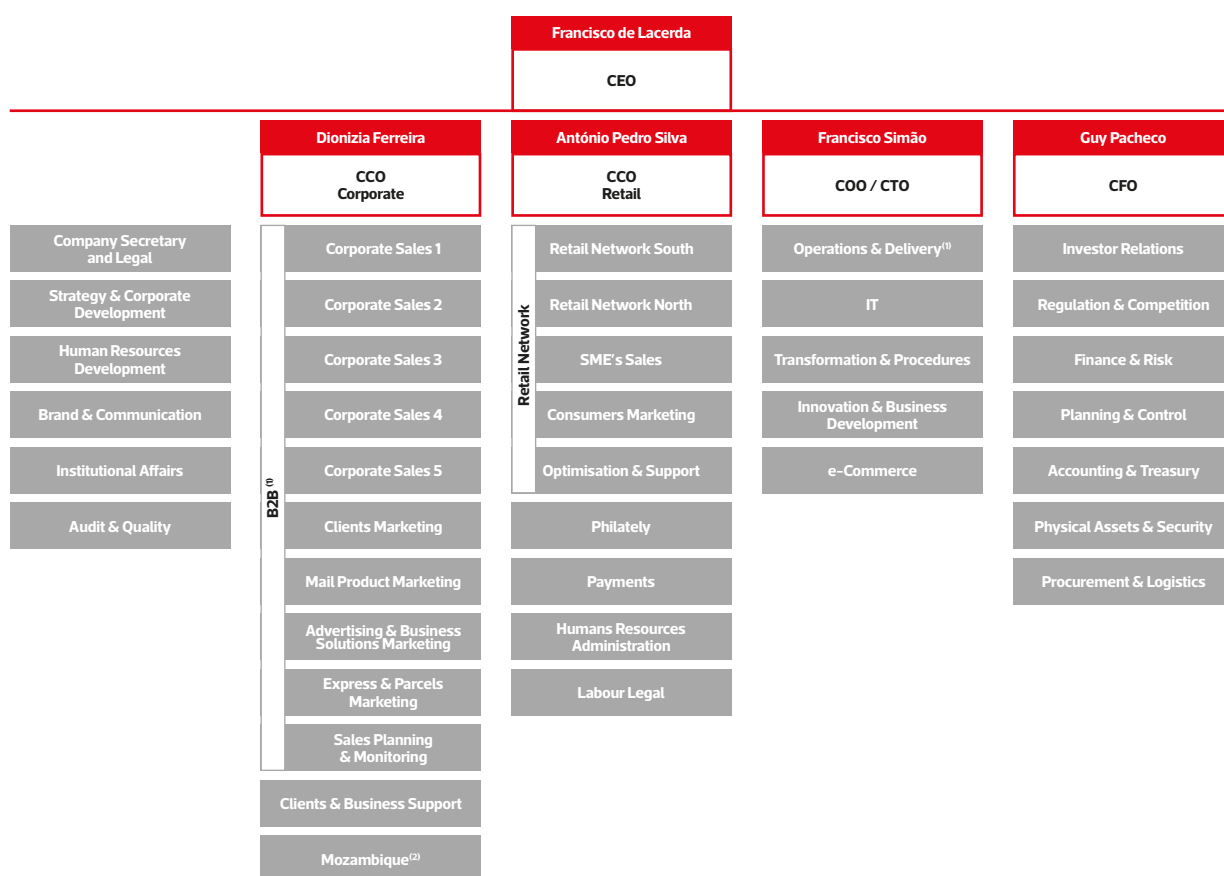 Francisco de Lacerda
CEO
Dionizia Ferreira
CCO
Corporate
António Pedro Silva
CCO
Retail
Francisco Simão
COO / CTO
Guy Pacheco
CFO
Company Secretary
and Legal
Strategy & Corporate
Development
Human Resources
Development
Brand & Communication
Institutional Affairs
Audit & Quality
B2B (1)
Corporate Sales 1
Corporate Sales 2
Corporate Sales 3
Corporate Sales 4
Corporate Sales 5
Clients Marketing
Mail Product Marketing
Advertising & Business
Solutions Marketing
Express & Parcels
Marketing
Sales Planning
& Monitoring
Clients & Business Support
Mozambique(2)
Retail Network
Retail Network South
Retail Network North
SME's Sales
Consumers Marketing
Optimisation & Support
Philately
Payments
Humans Resources
Administration
Labour Legal
Operations & Delivery(1)
IT
Transformation & Procedures
Innovation & Business
Development
e-Commerce
Investor Relations
Regulation & Competition
Finance & Risk
Planning & Control
Accounting & Treasury
Physical Assets & Security
Procurement & Logistics